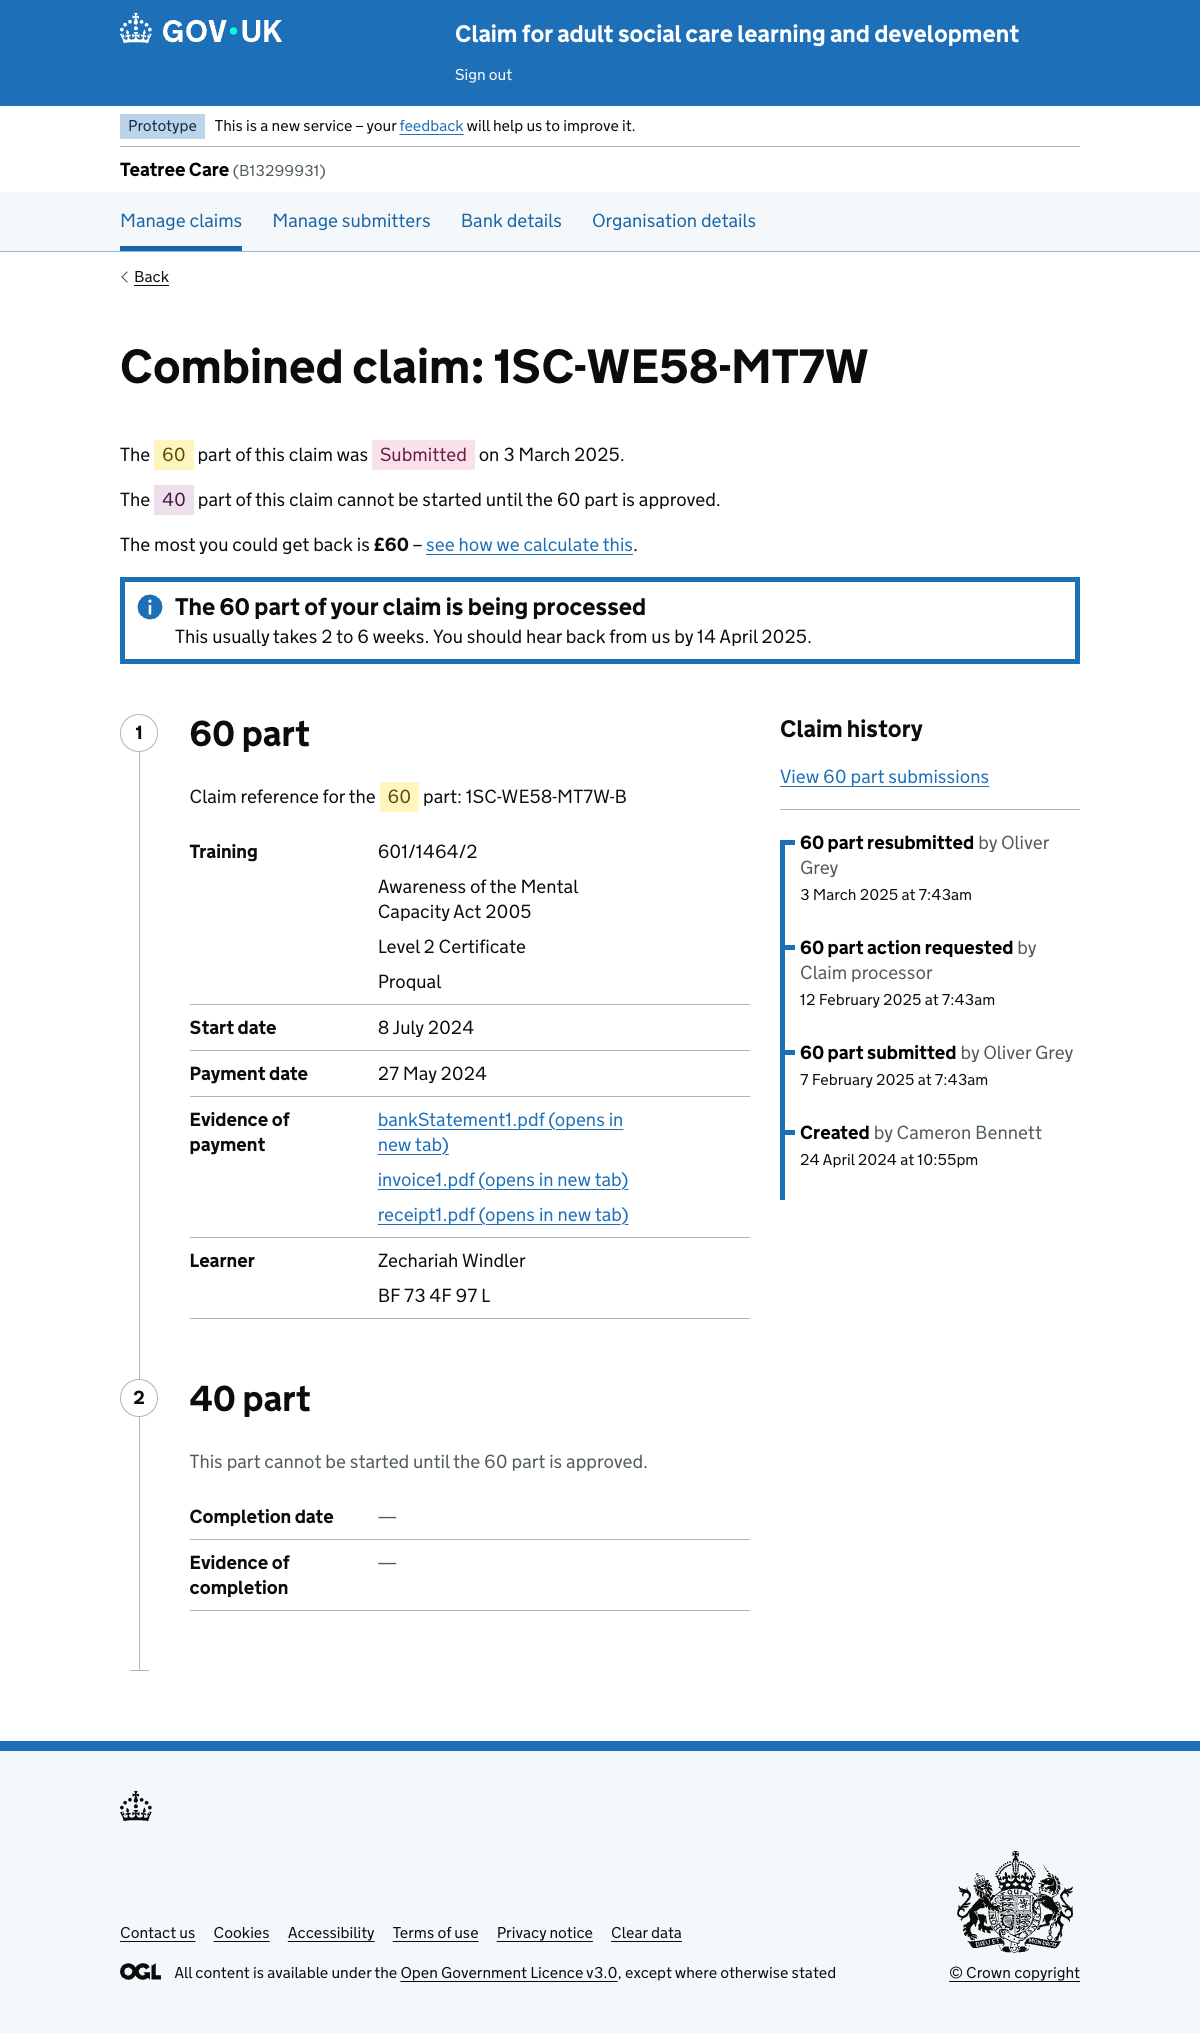 GOV·UK
Claim for adult social care learning and development
Sign out
Prototype This is a new service – your feedback will help us to improve it.
Teatree Care (B13299931)
Manage claims Manage submitters Bank details Organisation details
Back
Combined claim: 1SC-WE58-MT7W
The 60 part of this claim was Submitted on 3 March 2025.
The 40 part of this claim cannot be started until the 60 part is approved.
The most you could get back is £60 – see how we calculate this.
The 60 part of your claim is being processed
This usually takes 2 to 6 weeks. You should hear back from us by 14 April 2025.
1
60 part
Claim reference for the 60 part: 1SC-WE58-MT7W-B
Training 601/1464/2
Awareness of the Mental
Capacity Act 2005
Level 2 Certificate
Proqual
Start date 8 July 2024
Payment date 27 May 2024
Evidence of
payment
bankStatement1.pdf (opens in
new tab)
invoice1.pdf (opens in new tab)
receipt1.pdf (opens in new tab)
Learner Zechariah Windler
BF 73 4F 97 L
2
40 part
This part cannot be started until the 60 part is approved.
Completion date —
Evidence of
completion
—
Claim history
View 60 part submissions
60 part resubmitted by Oliver
Grey
3 March 2025 at 7:43am
60 part action requested by
Claim processor
12 February 2025 at 7:43am
60 part submitted by Oliver Grey
7 February 2025 at 7:43am
Created by Cameron Bennett
24 April 2024 at 10:55pm
Contact us Cookies Accessibility Terms of use Privacy notice Clear data
OGL All content is available under the Open Government Licence v3.0, except where otherwise stated
© Crown copyright